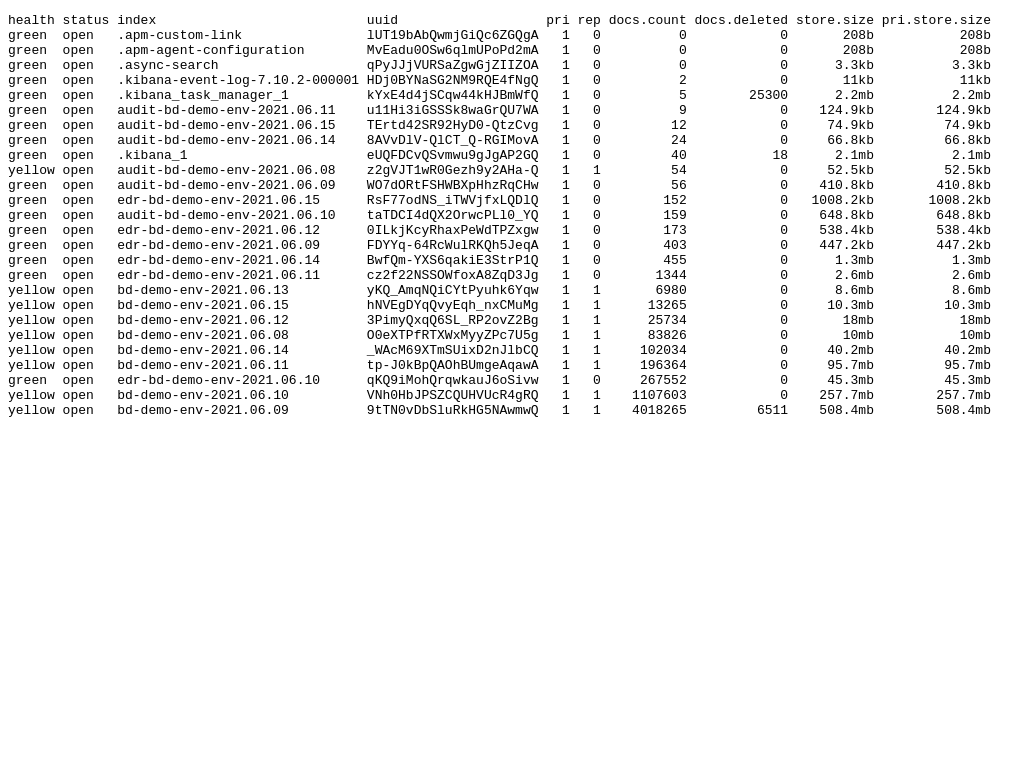 health status index uuid pri rep docs.count docs.deleted store.size pri.store.size
green open .apm-custom-link lUT19bAbQwmjGiQc6ZGQgA 1 0 0 0 208b 208b
green open .apm-agent-configuration MvEadu0OSw6qlmUPoPd2mA 1 0 0 0 208b 208b
green open .async-search qPyJJjVURSaZgwGjZIIZOA 1 0 0 0 3.3kb 3.3kb
green open .kibana-event-log-7.10.2-000001 HDj0BYNaSG2NM9RQE4fNgQ 1 0 2 0 11kb 11kb
green open .kibana_task_manager_1 kYxE4d4jSCqw44kHJBmWfQ 1 0 5 25300 2.2mb 2.2mb
green open audit-bd-demo-env-2021.06.11 u11Hi3iGSSSk8waGrQU7WA 1 0 9 0 124.9kb 124.9kb
green open audit-bd-demo-env-2021.06.15 TErtd42SR92HyD0-QtzCvg 1 0 12 0 74.9kb 74.9kb
green open audit-bd-demo-env-2021.06.14 8AVvDlV-QlCT_Q-RGIMovA 1 0 24 0 66.8kb 66.8kb
green open .kibana_1 eUQFDCvQSvmwu9gJgAP2GQ 1 0 40 18 2.1mb 2.1mb
yellow open audit-bd-demo-env-2021.06.08 z2gVJT1wR0Gezh9y2AHa-Q 1 1 54 0 52.5kb 52.5kb
green open audit-bd-demo-env-2021.06.09 WO7dORtFSHWBXpHhzRqCHw 1 0 56 0 410.8kb 410.8kb
green open edr-bd-demo-env-2021.06.15 RsF77odNS_iTWVjfxLQDlQ 1 0 152 0 1008.2kb 1008.2kb
green open audit-bd-demo-env-2021.06.10 taTDCI4dQX2OrwcPLl0_YQ 1 0 159 0 648.8kb 648.8kb
green open edr-bd-demo-env-2021.06.12 0ILkjKcyRhaxPeWdTPZxgw 1 0 173 0 538.4kb 538.4kb
green open edr-bd-demo-env-2021.06.09 FDYYq-64RcWulRKQh5JeqA 1 0 403 0 447.2kb 447.2kb
green open edr-bd-demo-env-2021.06.14 BwfQm-YXS6qakiE3StrP1Q 1 0 455 0 1.3mb 1.3mb
green open edr-bd-demo-env-2021.06.11 cz2f22NSSOWfoxA8ZqD3Jg 1 0 1344 0 2.6mb 2.6mb
yellow open bd-demo-env-2021.06.13 yKQ_AmqNQiCYtPyuhk6Yqw 1 1 6980 0 8.6mb 8.6mb
yellow open bd-demo-env-2021.06.15 hNVEgDYqQvyEqh_nxCMuMg 1 1 13265 0 10.3mb 10.3mb
yellow open bd-demo-env-2021.06.12 3PimyQxqQ6SL_RP2ovZ2Bg 1 1 25734 0 18mb 18mb
yellow open bd-demo-env-2021.06.08 O0eXTPfRTXWxMyyZPc7U5g 1 1 83826 0 10mb 10mb
yellow open bd-demo-env-2021.06.14 _WAcM69XTmSUixD2nJlbCQ 1 1 102034 0 40.2mb 40.2mb
yellow open bd-demo-env-2021.06.11 tp-J0kBpQAOhBUmgeAqawA 1 1 196364 0 95.7mb 95.7mb
green open edr-bd-demo-env-2021.06.10 qKQ9iMohQrqwkauJ6oSivw 1 0 267552 0 45.3mb 45.3mb
yellow open bd-demo-env-2021.06.10 VNh0HbJPSZCQUHVUcR4gRQ 1 1 1107603 0 257.7mb 257.7mb
yellow open bd-demo-env-2021.06.09 9tTN0vDbSluRkHG5NAwmwQ 1 1 4018265 6511 508.4mb 508.4mb